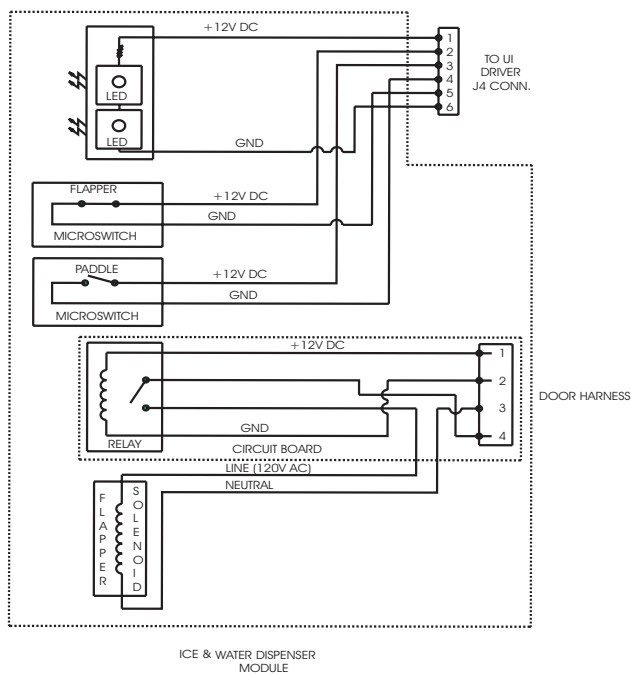 +12V DC
1
2
3
4
5
6
TO UI
DRIVER
J4 CONN.
LED
LED
GND
FLAPPER
+12V DC
GND
MICROSWITCH
PADDLE
+12V DC
GND
MICROSWITCH
+12V DC
1
2
3
4
DOOR HARNESS
GND
RELAY
CIRCUIT BOARD
LINE (120V AC)
NEUTRAL
FLAPPER
SOLENOID
ICE & WATER DISPENSER
MODULE